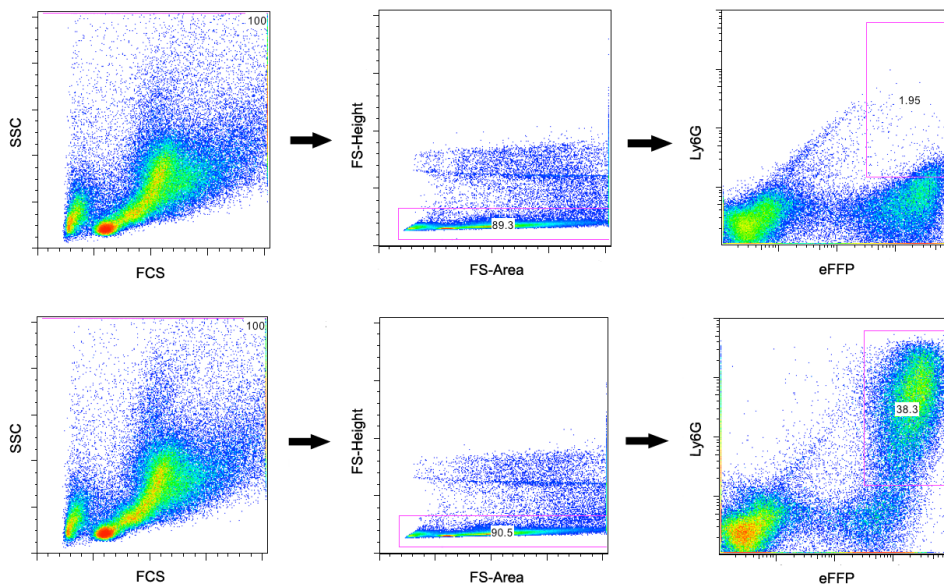 100
SSC
FCS
FS-Height
89.3
FS-Area
Ly6G
1.95
eFFP
100
SSC
FCS
FS-Height
90.5
FS-Area
Ly6G
38.3
eFFP